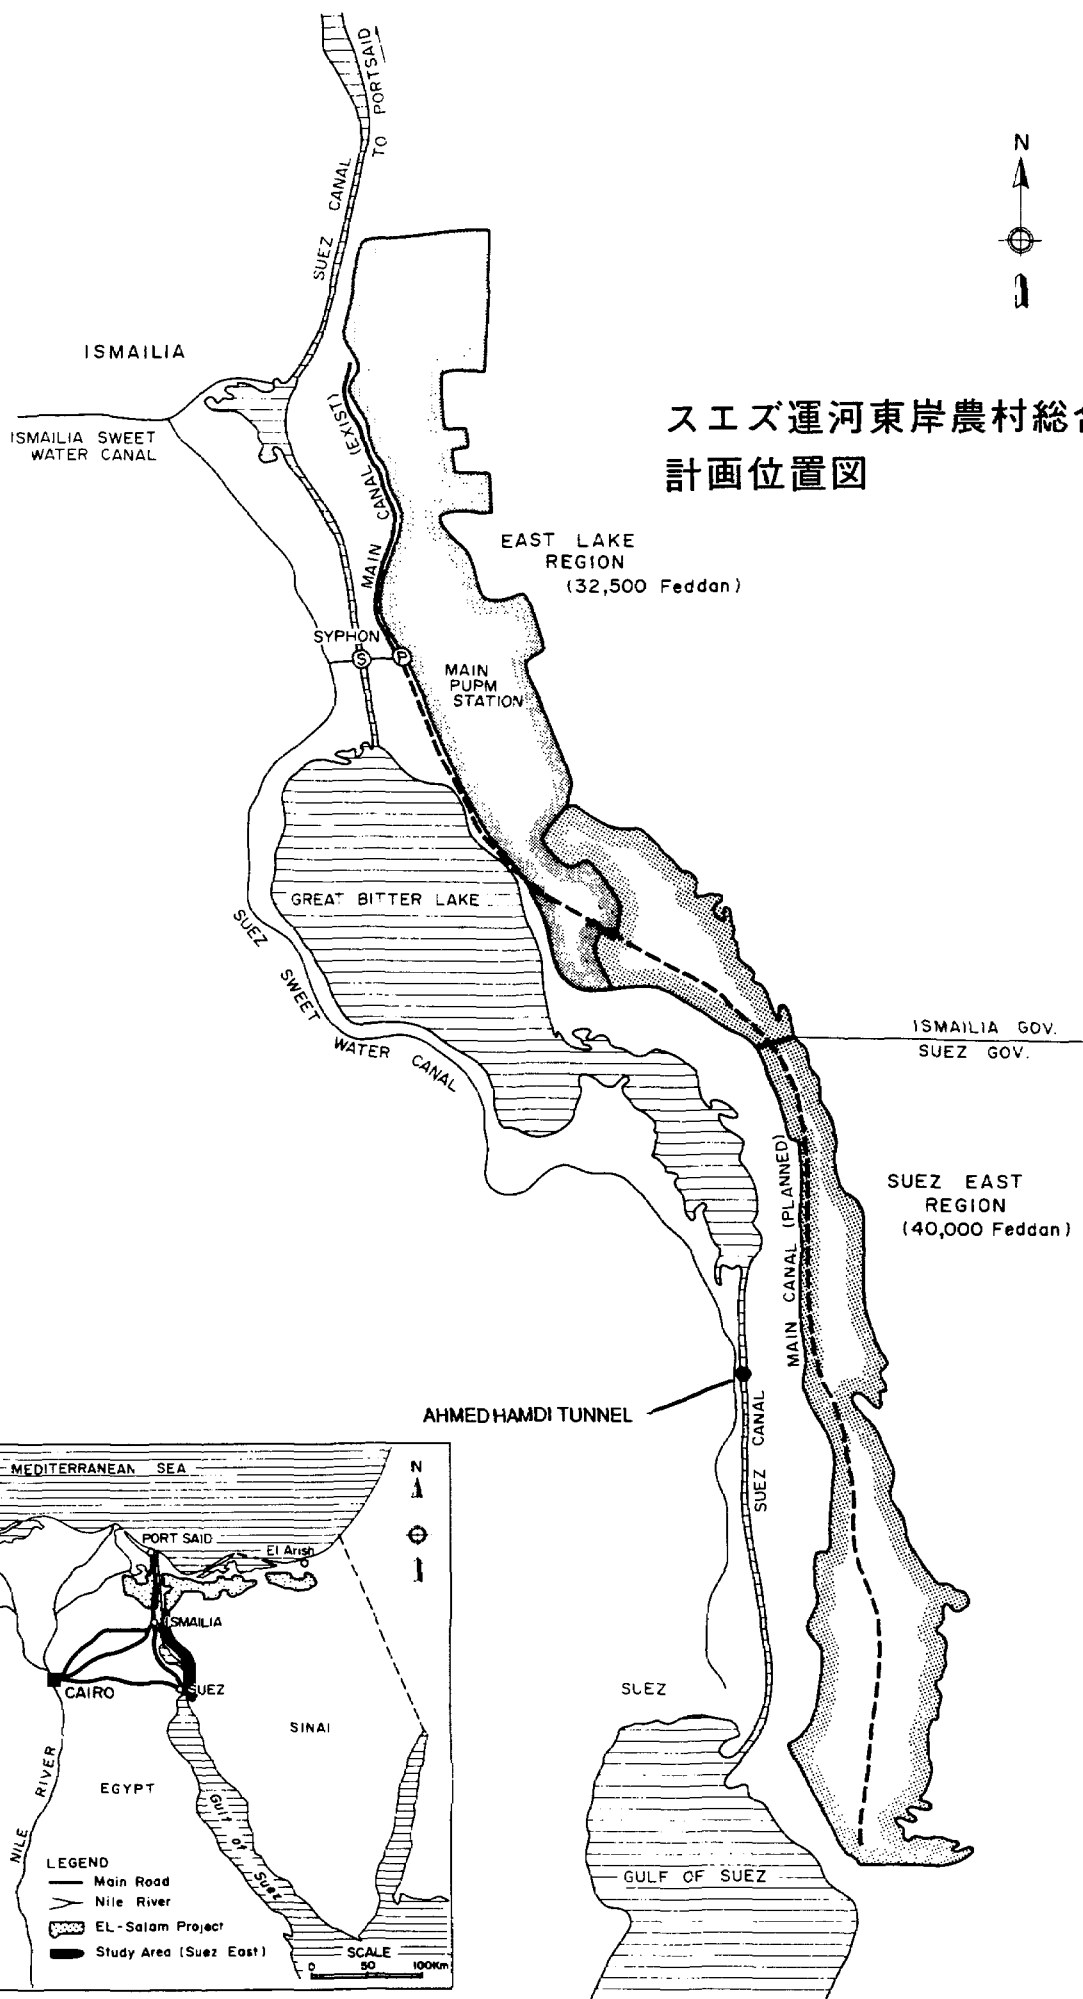 TO PORTSAID
SUEZ CANAL
N
ISMAILIA
ISMAILIA SWEET
WATER CANAL
MAIN CANAL (EXIST)
スエズ運河東岸農村総合
計画位置図
EAST LAKE
REGION
(32,500 Feddan)
SYPHON
S
P
MAIN
PUPM
STATION
GREAT BITTER LAKE
SUEZ SWEET WATER CANAL
ISMAILIA GOV.
SUEZ GOV.
MAIN CANAL (PLANNED)
SUEZ EAST
REGION
(40,000 Feddan)
AHMED HAMDI TUNNEL
SUEZ CANAL
SUEZ
GULF OF SUEZ
MEDITERRANEAN SEA
N
PORT SAID
El Arish
ISMAILIA
CAIRO
SUEZ
SINAI
NILE RIVER
EGYPT
Gulf of Suez
LEGEND
Main Road
Nile River
EL-Salam Project
Study Area (Suez East)
SCALE
0 50 100Km